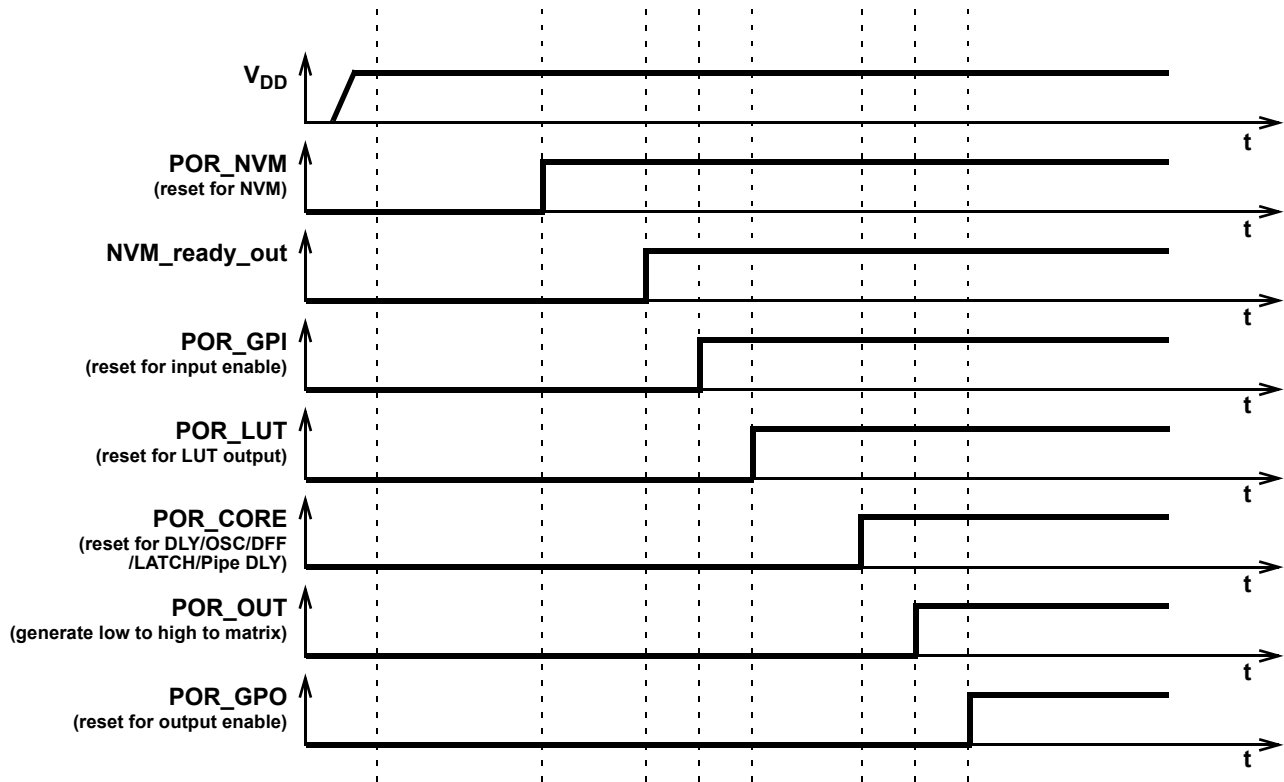 VDD
t
POR_NVM
(reset for NVM)
t
NVM_ready_out
t
POR_GPI
(reset for input enable)
t
POR_LUT
(reset for LUT output)
t
POR_CORE
(reset for DLY/OSC/DFF
/LATCH/Pipe DLY)
t
POR_OUT
(generate low to high to matrix)
t
POR_GPO
(reset for output enable)
t